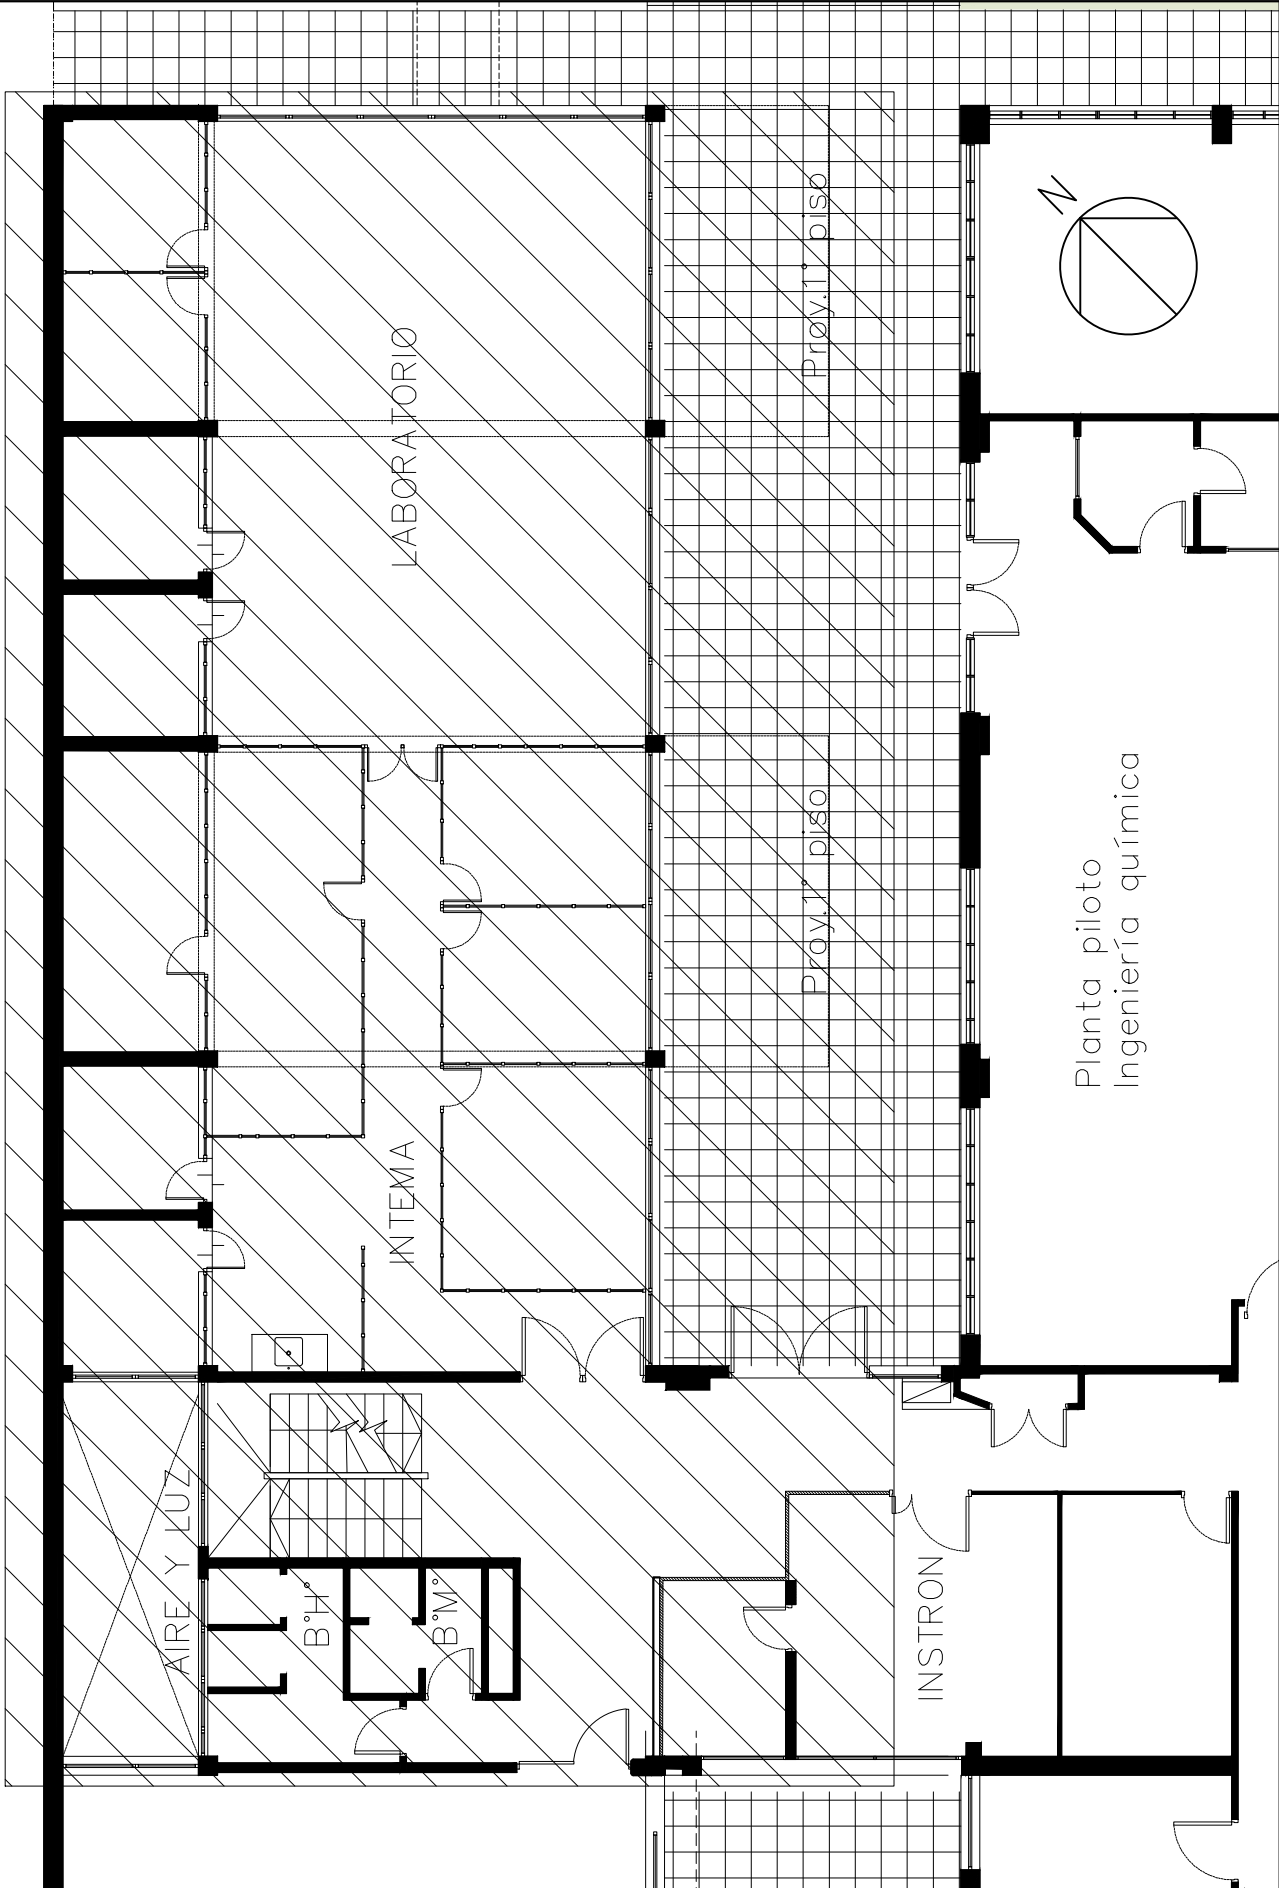 N
Proy. 1° piso
LABORATORIO
Proy. 1° piso
Planta piloto
Ingeniería química
INTEMA
AIRE Y LUZ
B°H°
B°M°
INSTRON